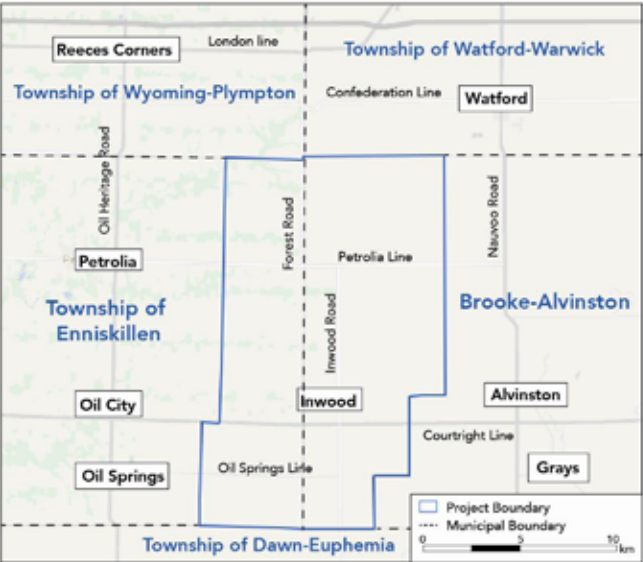 London line
Reeces Corners
Township of Watford-Warwick
Township of Wyoming-Plympton
Confederation Line
Watford
Oil Heritage Road
Forest Road
Nauvoo Road
Petrolia
Petrolia Line
Township of
Enniskillen
Inwood Road
Brooke-Alvinston
Oil City
Inwood
Alvinston
Courtright Line
Oil Springs
Oil Springs Line
Grays
Project Boundary
Municipal Boundary
0 5 10
km
Township of Dawn-Euphemia